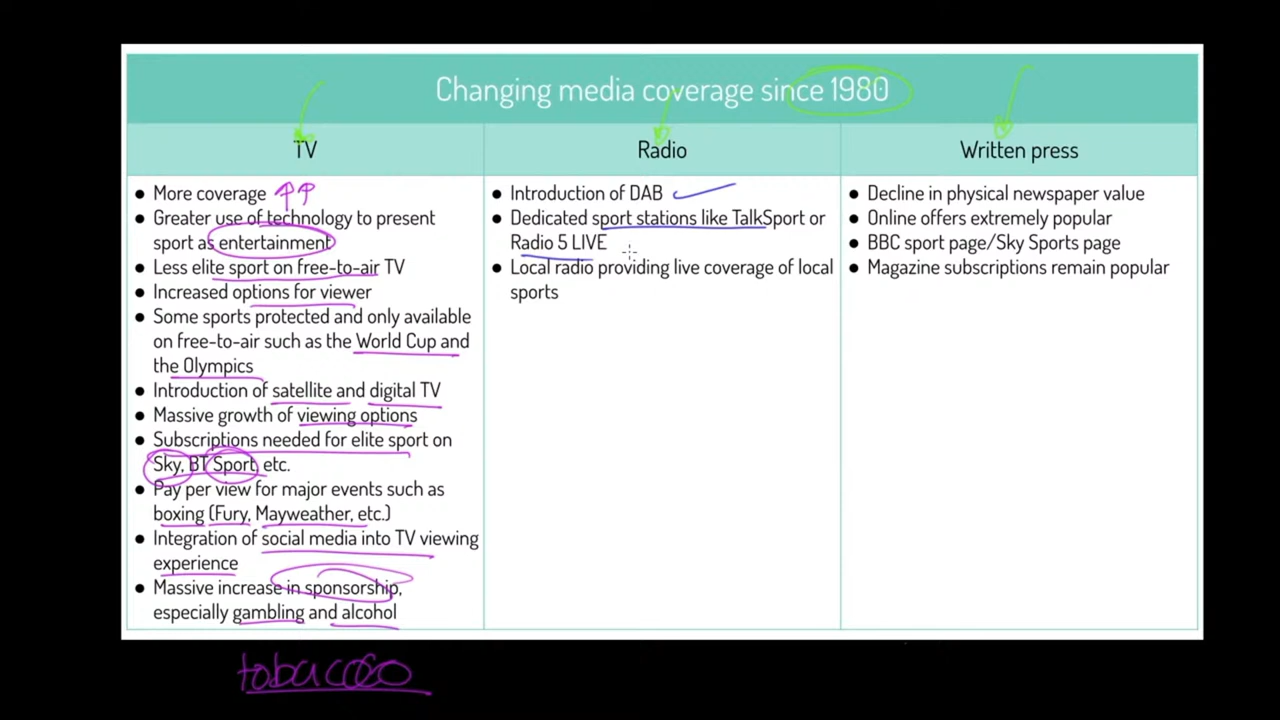 Changing media coverage since 1980
TV
Radio
Written press
● More coverage ↑↑
● Greater use of technology to present
sport as entertainment
● Less elite sport on free-to-air TV
● Increased options for viewer
● Some sports protected and only available
on free-to-air such as the World Cup and
the Olympics
● Introduction of satellite and digital TV
● Massive growth of viewing options
● Subscriptions needed for elite sport on
Sky, BT Sport, etc.
● Pay per view for major events such as
boxing (Fury, Mayweather, etc.)
● Integration of social media into TV viewing
experience
● Massive increase in sponsorship,
especially gambling and alcohol
● Introduction of DAB
● Dedicated sport stations like TalkSport or
Radio 5 LIVE
● Local radio providing live coverage of local
sports
● Decline in physical newspaper value
● Online offers extremely popular
● BBC sport page/Sky Sports page
● Magazine subscriptions remain popular
tobacco